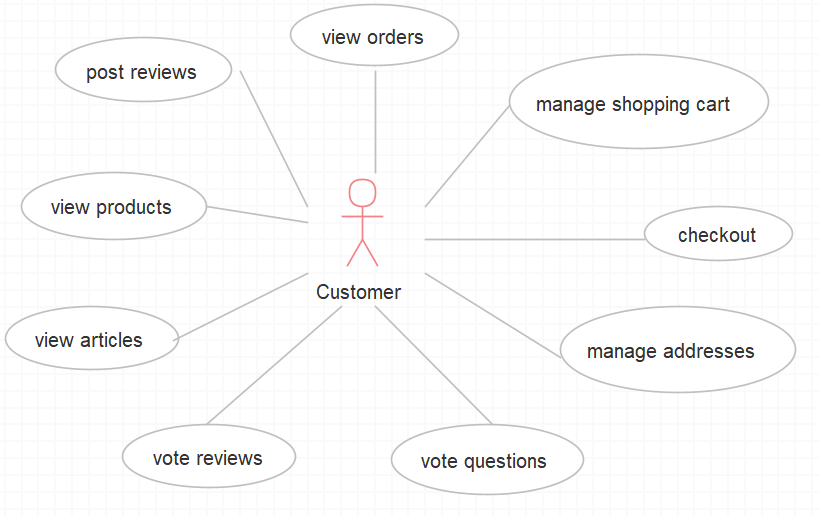 view orders
post reviews
manage shopping cart
view products
checkout
Customer
view articles
manage addresses
vote reviews
vote questions